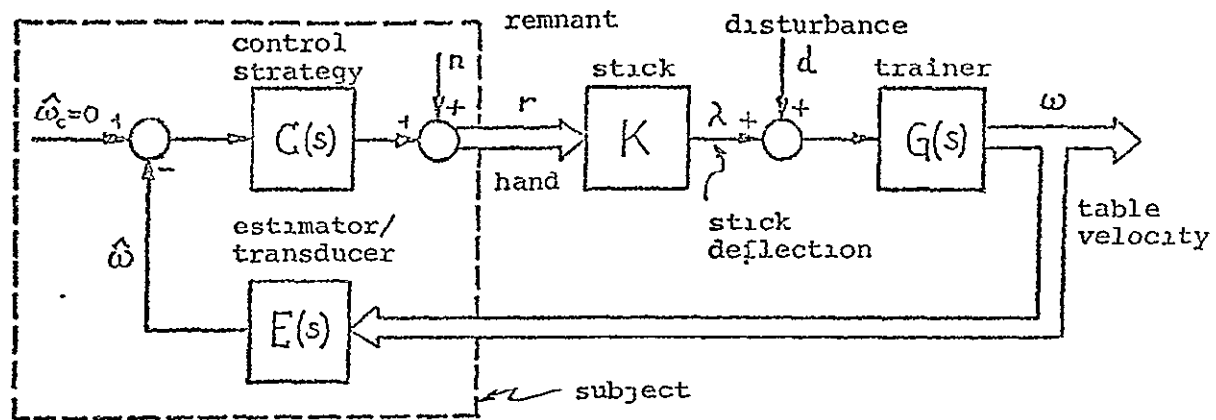 remnant
control
strategy
n
disturbance
d
stick
trainer
ω̂c=0
+
+
+
r
λ
+
+
ω
C(s)
K
G(s)
-
hand
estimator/
transducer
stick
deflection
table
velocity
ω̂
E(s)
subject